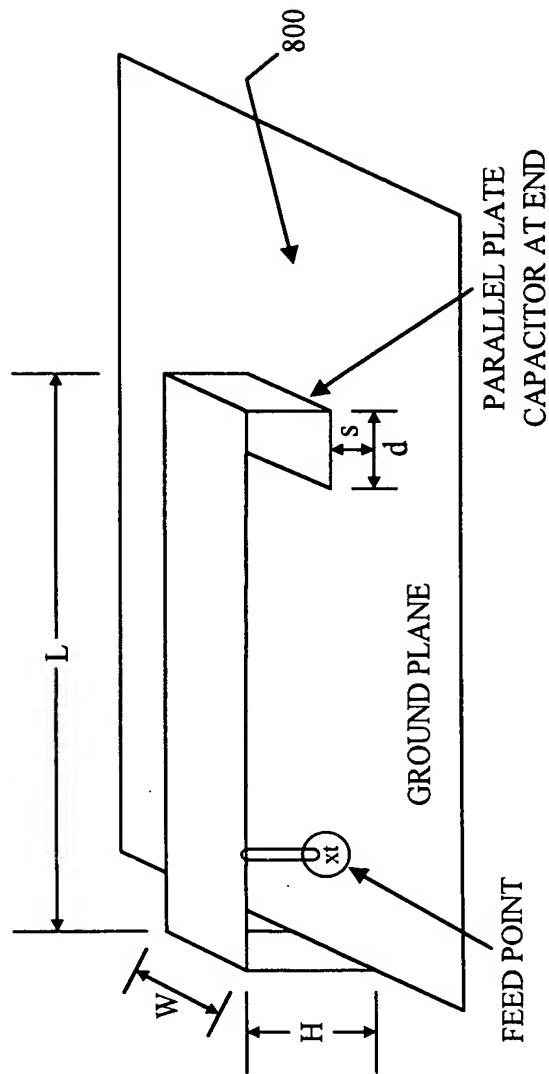 L
W
H
s
d
xt
800
GROUND PLANE
FEED POINT
PARALLEL PLATE
CAPACITOR AT END